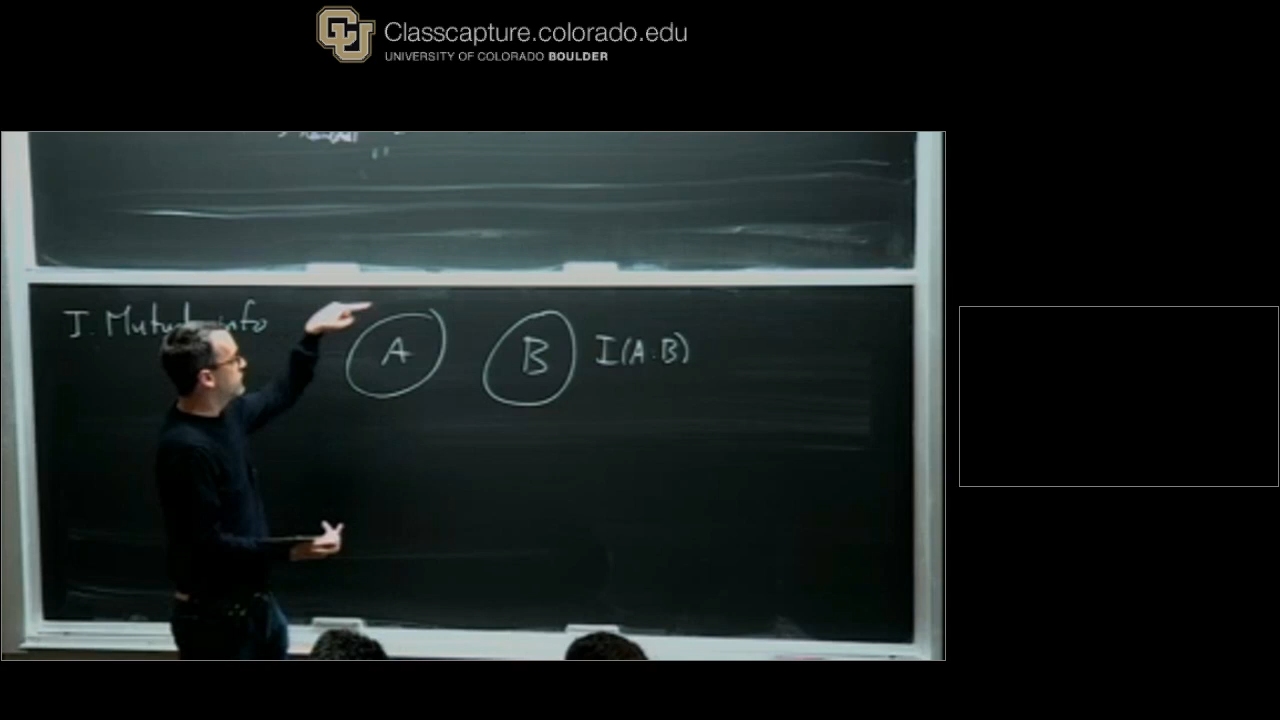 Classcapture.colorado.edu
UNIVERSITY OF COLORADO BOULDER
I. Mutual info
A
B
I(A:B)